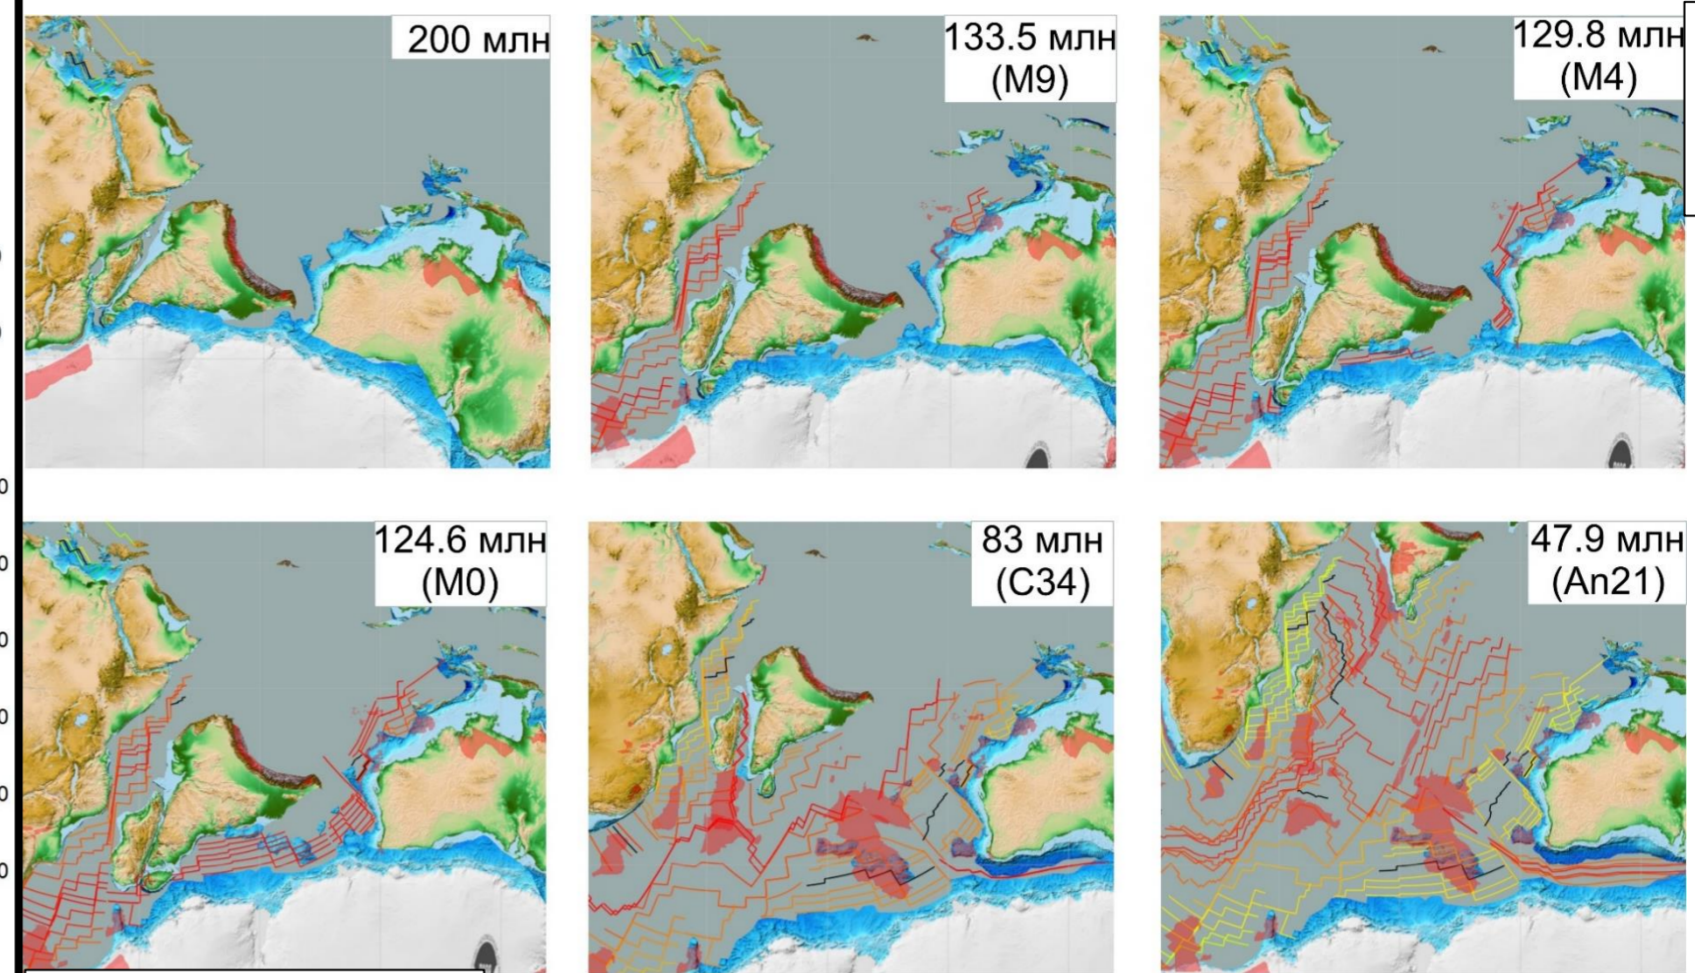 200 млн
133.5 млн
(M9)
129.8 млн
(M4)
124.6 млн
(M0)
83 млн
(C34)
47.9 млн
(An21)